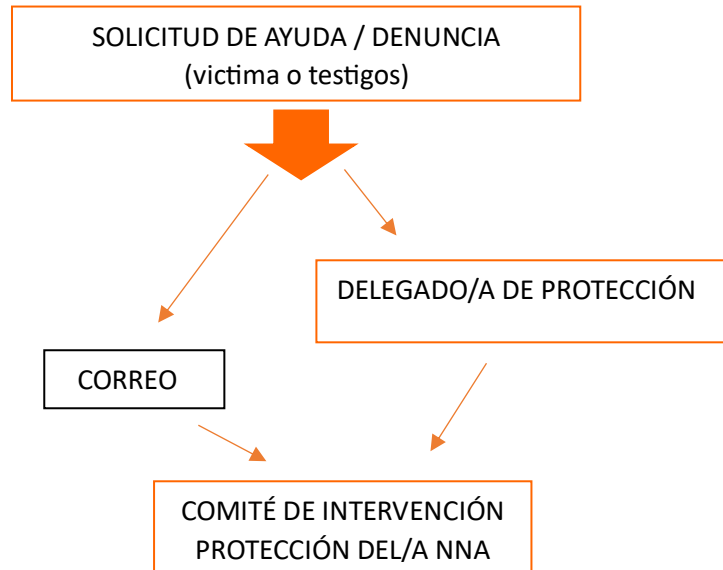 SOLICITUD DE AYUDA / DENUNCIA
(victima o testigos)
DELEGADO/A DE PROTECCIÓN
CORREO
COMITÉ DE INTERVENCIÓN
PROTECCIÓN DEL/A NNA